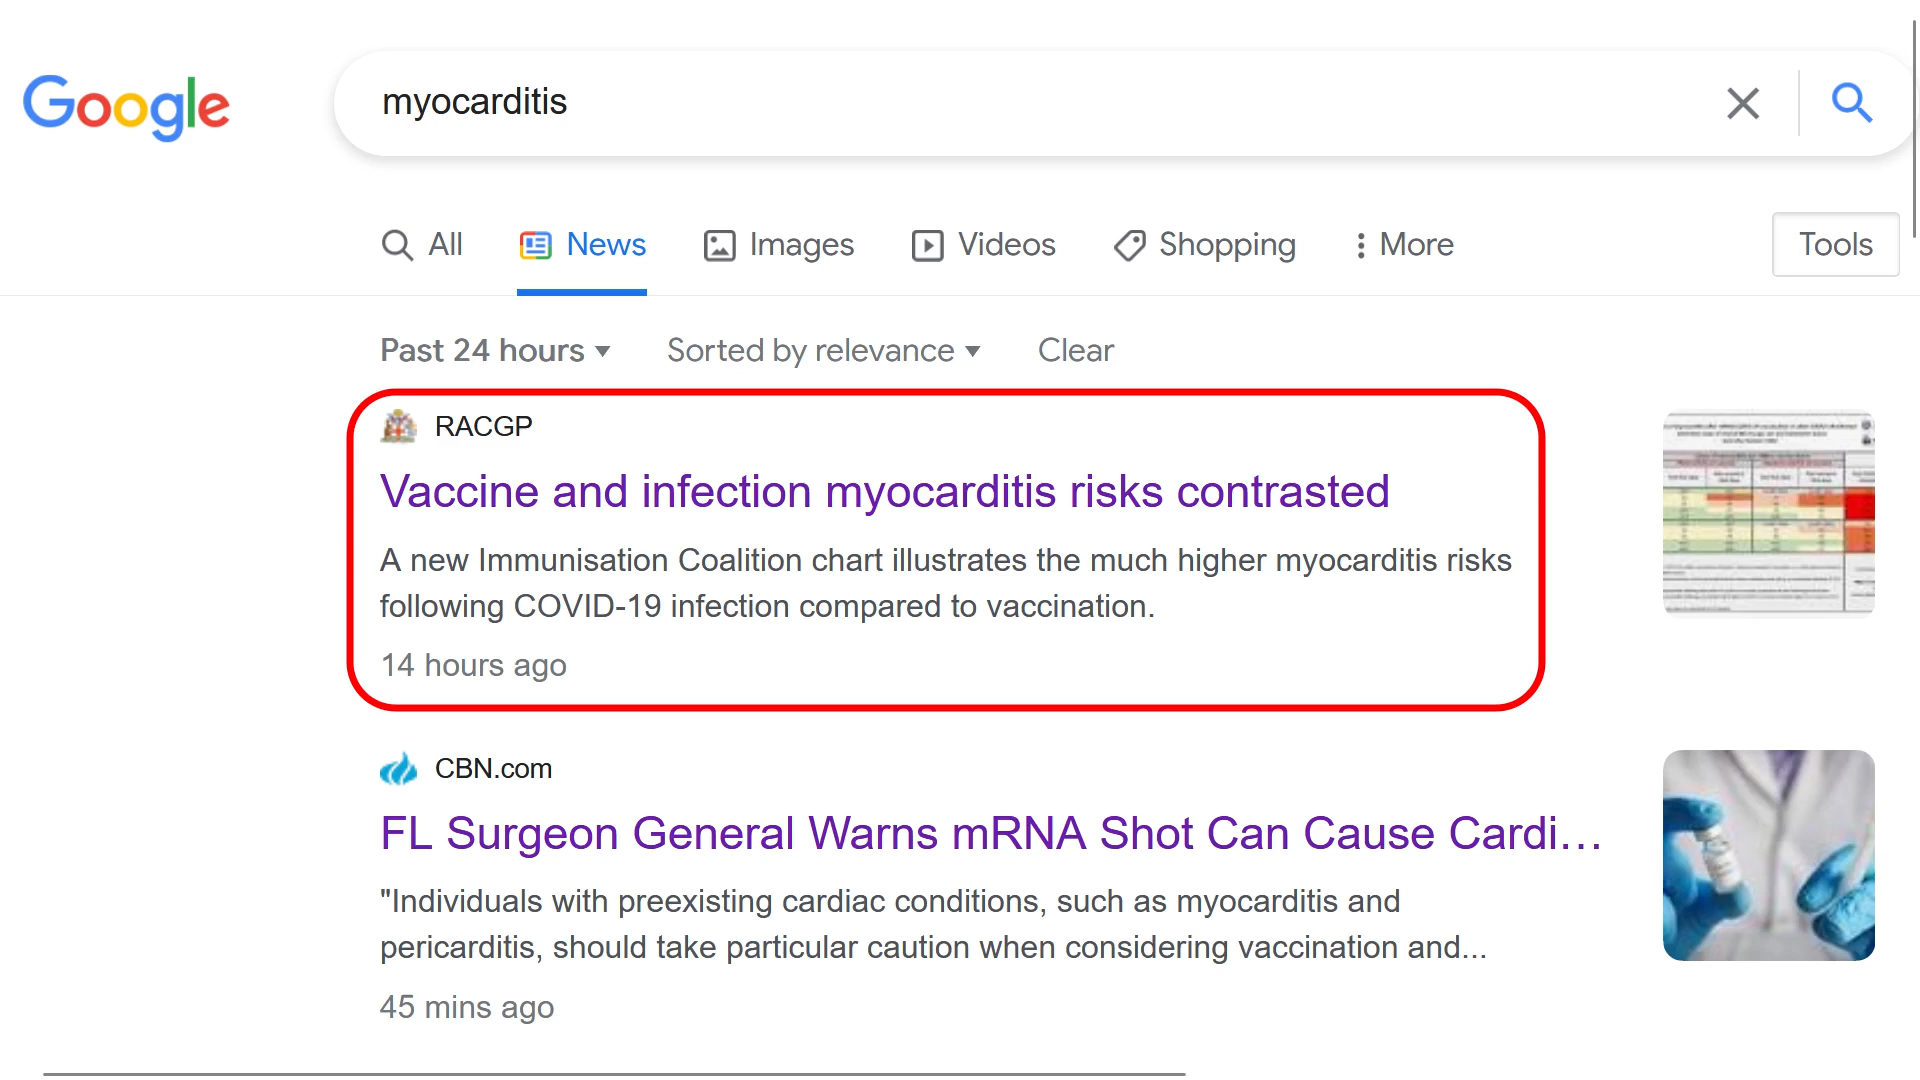 Google
myocarditis
All News Images Videos Shopping More Tools
Past 24 hours Sorted by relevance Clear
RACGP
Vaccine and infection myocarditis risks contrasted
A new Immunisation Coalition chart illustrates the much higher myocarditis risks
following COVID-19 infection compared to vaccination.
14 hours ago
CBN.com
FL Surgeon General Warns mRNA Shot Can Cause Cardi...
"Individuals with preexisting cardiac conditions, such as myocarditis and
pericarditis, should take particular caution when considering vaccination and...
45 mins ago